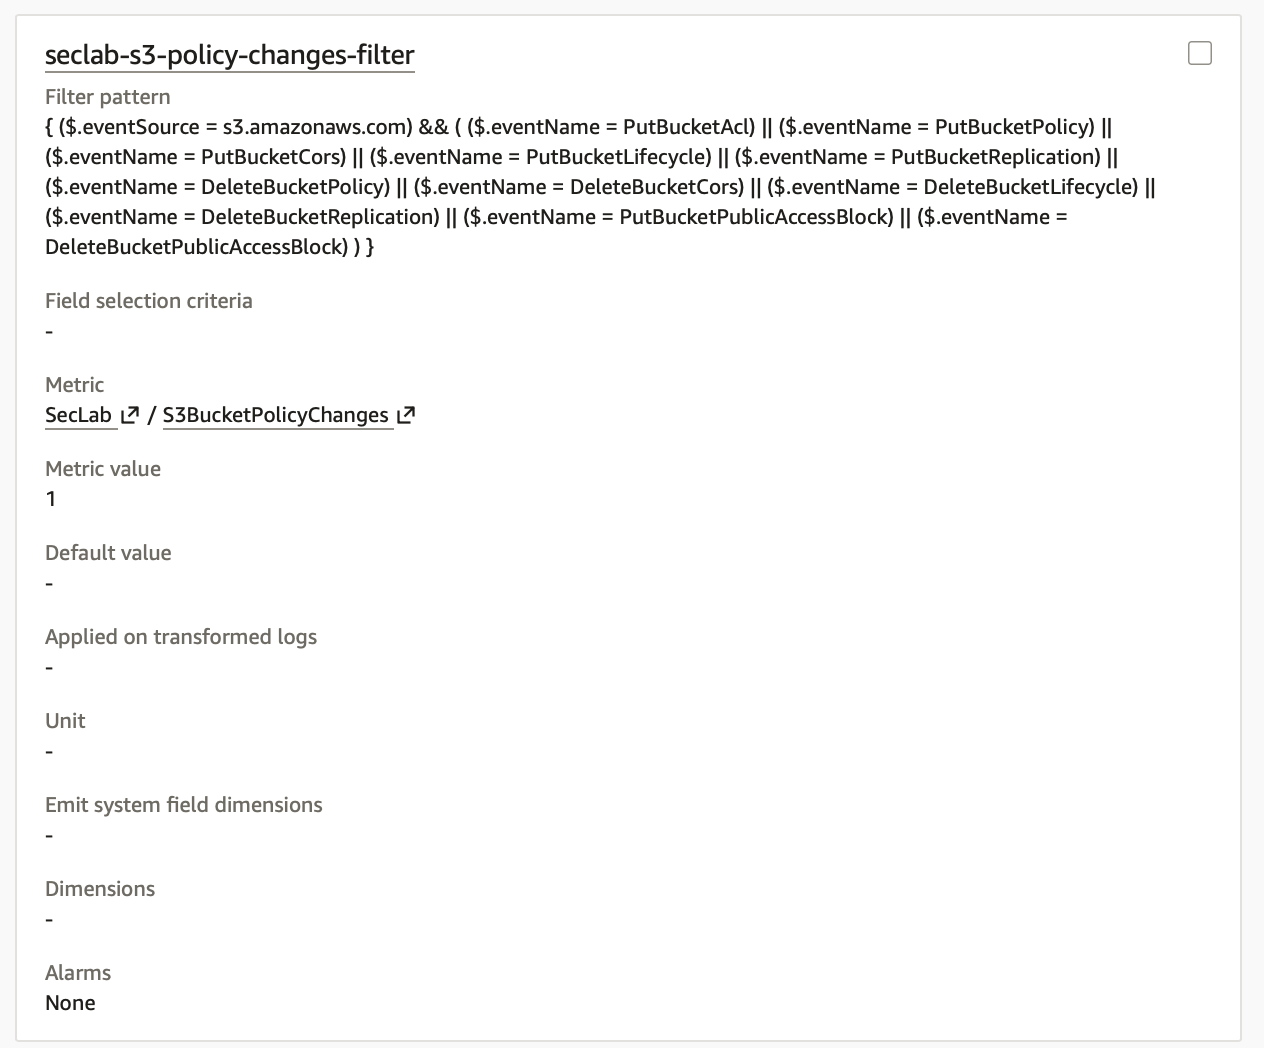 seclab-s3-policy-changes-filter
Filter pattern
{ ($.eventSource = s3.amazonaws.com) && ( ($.eventName = PutBucketAcl) || ($.eventName = PutBucketPolicy) ||
($.eventName = PutBucketCors) || ($.eventName = PutBucketLifecycle) || ($.eventName = PutBucketReplication) ||
($.eventName = DeleteBucketPolicy) || ($.eventName = DeleteBucketCors) || ($.eventName = DeleteBucketLifecycle) ||
($.eventName = DeleteBucketReplication) || ($.eventName = PutBucketPublicAccessBlock) || ($.eventName =
DeleteBucketPublicAccessBlock) ) }
Field selection criteria
-
Metric
SecLab / S3BucketPolicyChanges
Metric value
1
Default value
-
Applied on transformed logs
-
Unit
-
Emit system field dimensions
-
Dimensions
-
Alarms
None